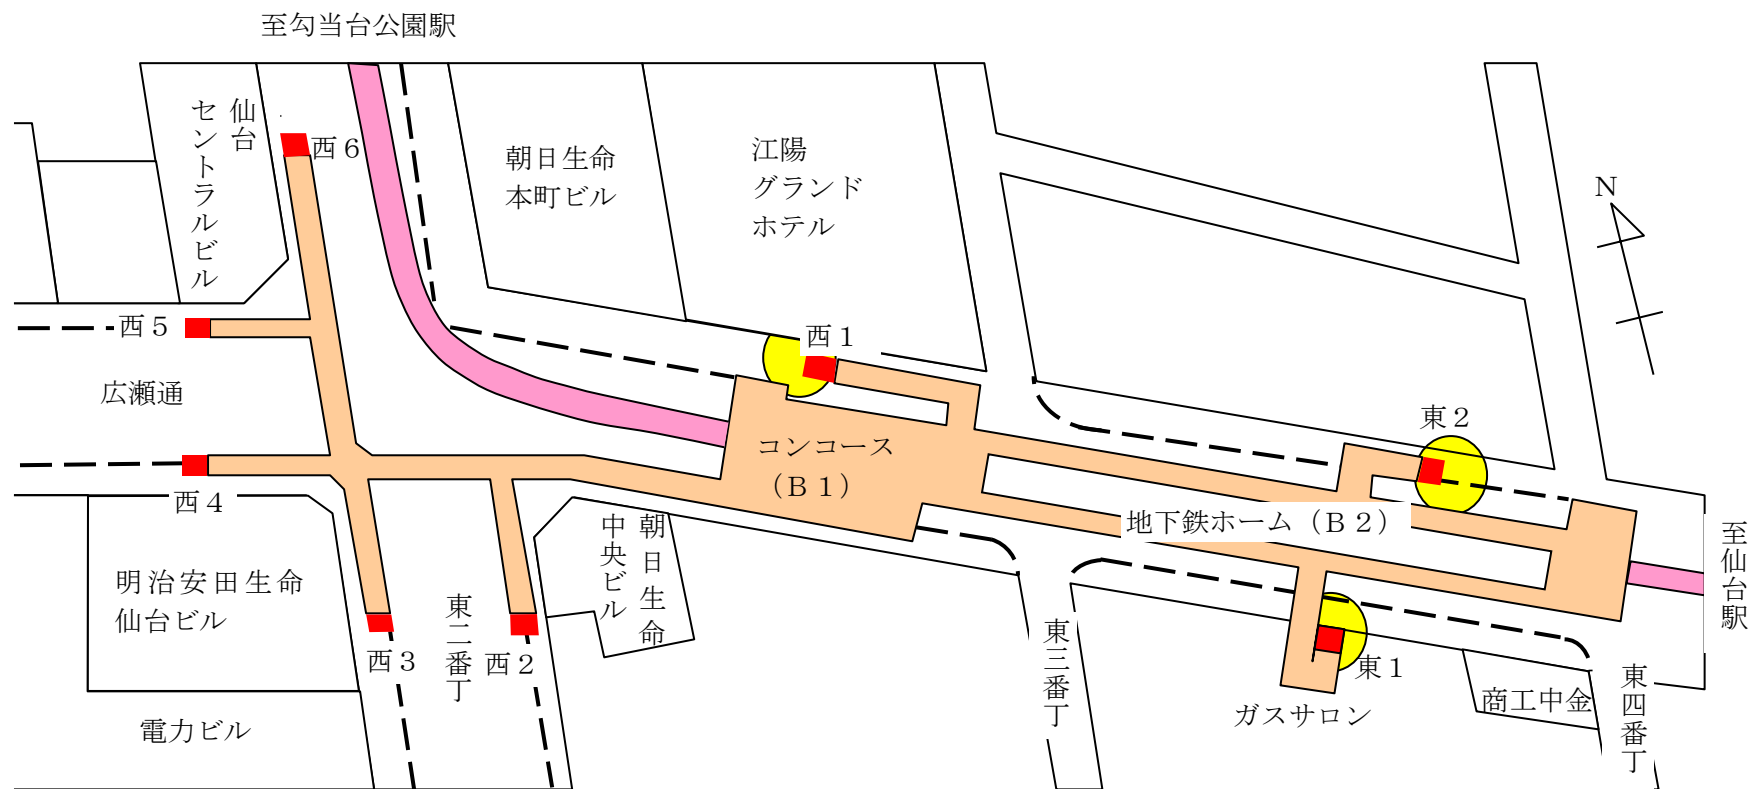 至勾当台公園駅
仙台
セントラルビル
西６
朝日生命
本町ビル
江陽
グランド
ホテル
N
西５
西１
広瀬通
東２
コンコース
（Ｂ１）
西４
地下鉄ホーム（Ｂ２）
朝日生命
中央ビル
至仙台駅
明治安田生命
仙台ビル
東二番丁
西３
西２
東三番丁
東１
東四番丁
商工中金
ガスサロン
電力ビル